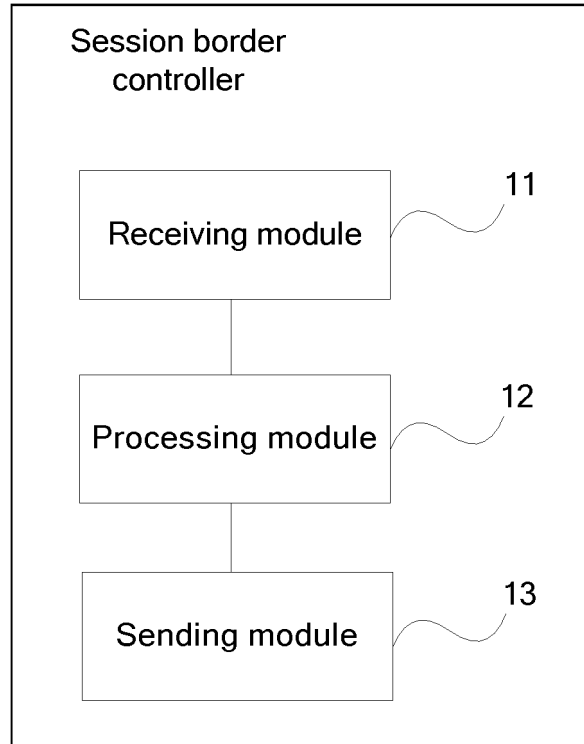 Session border
controller
11
Receiving module
12
Processing module
13
Sending module